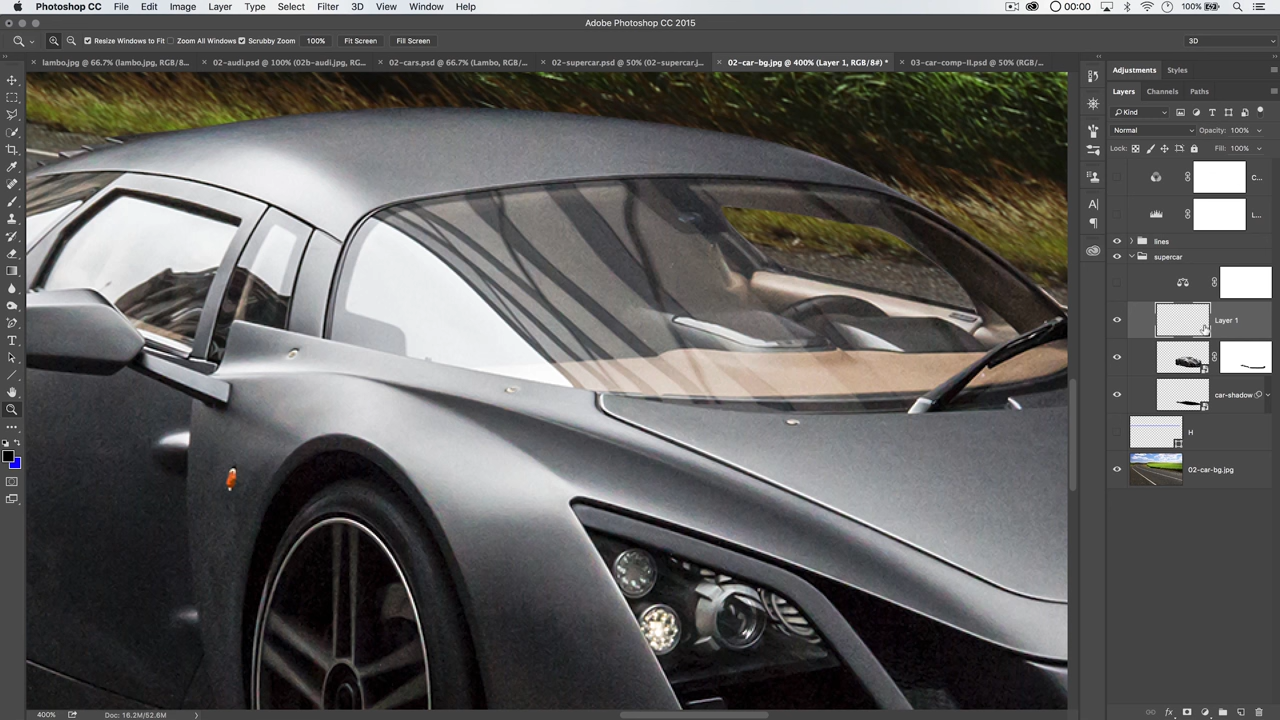 Photoshop CC File Edit Image Layer Type Select Filter 3D View Window Help 00:00 100%
Adobe Photoshop CC 2015
Resize Windows to Fit Zoom All Windows Scrubby Zoom 100% Fit Screen Fill Screen 3D
lambo.jpg @ 66.7% (lambo.jpg, RGB/8... 02-audi.psd @ 100% (02b-audi.jpg, RG... 02-cars.psd @ 66.7% (Lambo, RGB/... 02-supercar.psd @ 50% (02-supercar.j... 02-car-bg.jpg @ 400% (Layer 1, RGB/8#) * 03-car-comp-II.psd @ 50% (RGB/...
Adjustments Styles
Layers Channels Paths
Kind
Normal Opacity: 100%
Lock: Fill: 100%
C...
L...
lines
supercar
Layer 1
car-shadow
H
02-car-bg.jpg
400% Doc: 16.2M/52.6M
fx